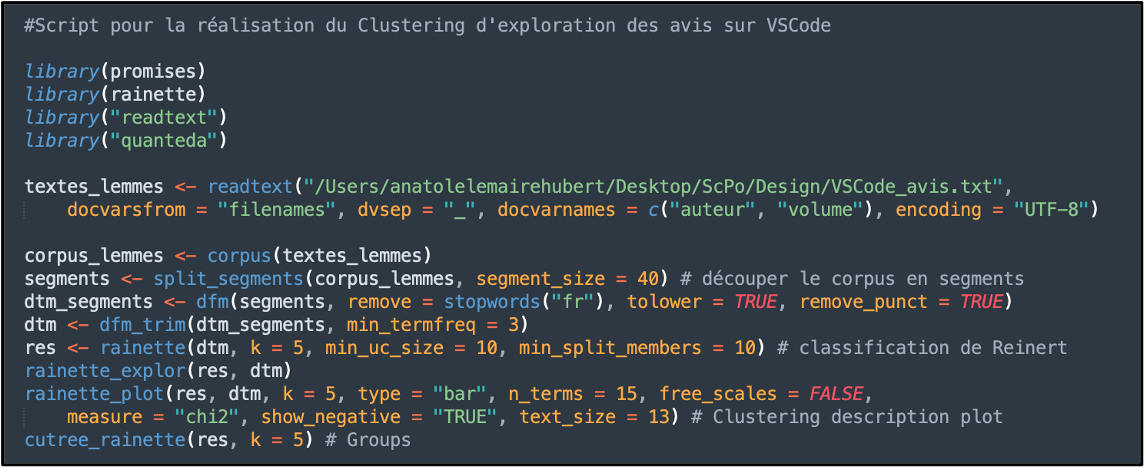 #Script pour la réalisation du Clustering d'exploration des avis sur VSCode
library(promises)
library(rainette)
library("readtext")
library("quanteda")
textes_lemmes <- readtext("/Users/anatolelemairehubert/Desktop/ScPo/Design/VSCode_avis.txt",
docvarsfrom = "filenames", dvsep = "_", docvarnames = c("auteur", "volume"), encoding = "UTF-8")
corpus_lemmes <- corpus(textes_lemmes)
segments <- split_segments(corpus_lemmes, segment_size = 40) # découper le corpus en segments
dtm_segments <- dfm(segments, remove = stopwords("fr"), tolower = TRUE, remove_punct = TRUE)
dtm <- dfm_trim(dtm_segments, min_termfreq = 3)
res <- rainette(dtm, k = 5, min_uc_size = 10, min_split_members = 10) # classification de Reinert
rainette_explor(res, dtm)
rainette_plot(res, dtm, k = 5, type = "bar", n_terms = 15, free_scales = FALSE,
measure = "chi2", show_negative = "TRUE", text_size = 13) # Clustering description plot
cutree_rainette(res, k = 5) # Groups